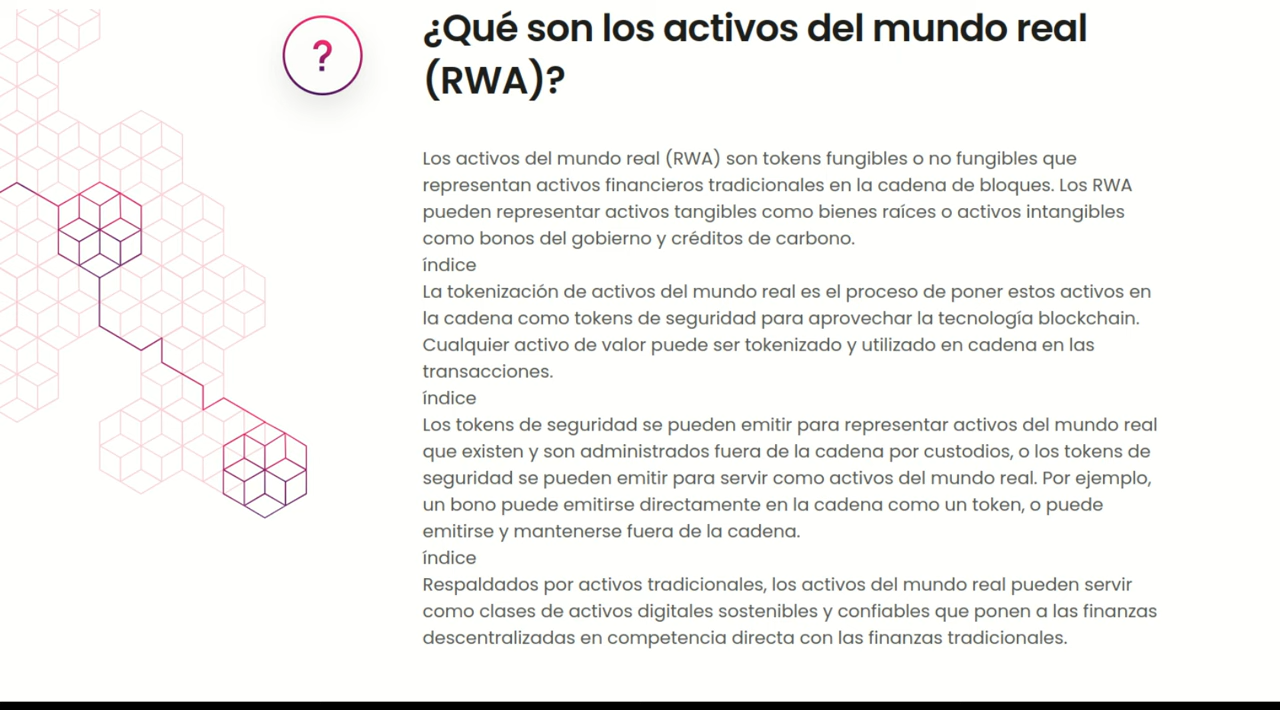 ?
¿Qué son los activos del mundo real
(RWA)?
Los activos del mundo real (RWA) son tokens fungibles o no fungibles que
representan activos financieros tradicionales en la cadena de bloques. Los RWA
pueden representar activos tangibles como bienes raíces o activos intangibles
como bonos del gobierno y créditos de carbono.
índice
La tokenización de activos del mundo real es el proceso de poner estos activos en
la cadena como tokens de seguridad para aprovechar la tecnología blockchain.
Cualquier activo de valor puede ser tokenizado y utilizado en cadena en las
transacciones.
índice
Los tokens de seguridad se pueden emitir para representar activos del mundo real
que existen y son administrados fuera de la cadena por custodios, o los tokens de
seguridad se pueden emitir para servir como activos del mundo real. Por ejemplo,
un bono puede emitirse directamente en la cadena como un token, o puede
emitirse y mantenerse fuera de la cadena.
índice
Respaldados por activos tradicionales, los activos del mundo real pueden servir
como clases de activos digitales sostenibles y confiables que ponen a las finanzas
descentralizadas en competencia directa con las finanzas tradicionales.